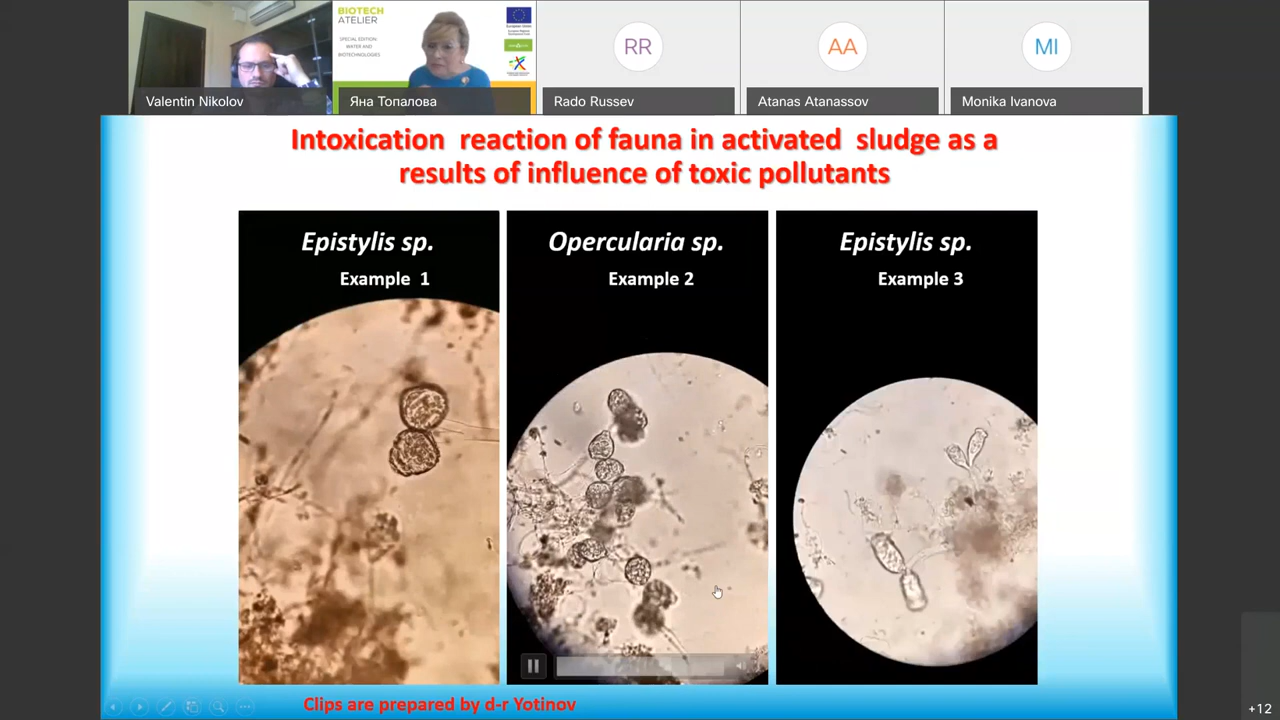 BIOTECH
ATELIER
SPECIAL EDITION:
WATER AND
BIOTECHNOLOGIES
RR
AA
MI
Valentin Nikolov
Яна Топалова
Rado Russev
Atanas Atanassov
Monika Ivanova
Intoxication reaction of fauna in activated sludge as a
results of influence of toxic pollutants
Epistylis sp.
Example 1
Opercularia sp.
Example 2
Epistylis sp.
Example 3
Clips are prepared by d-r Yotinov
+12